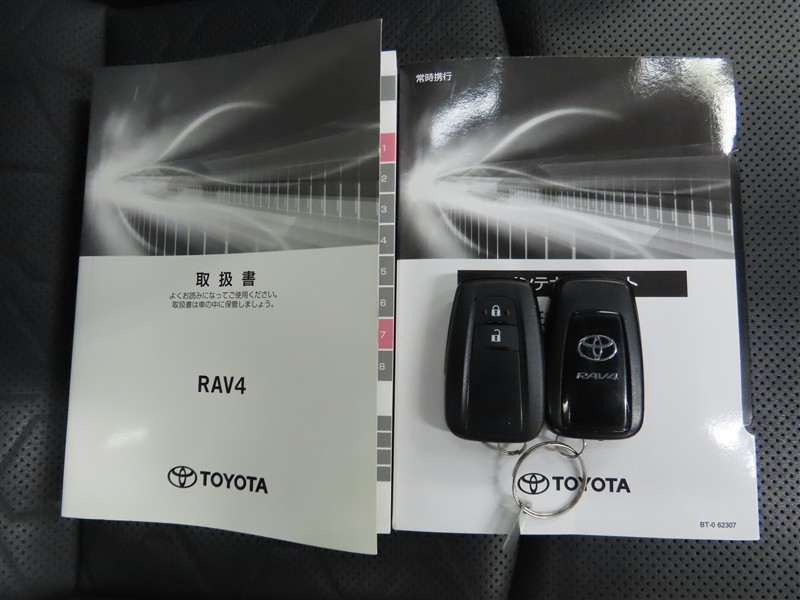 取扱書
よくお読みになってご使用ください。
取扱書は車の中に保管しましょう。
RAV4
TOYOTA
1
2
3
4
5
6
7
8
常時携行
RAV4
TOYOTA
BT-0 62307